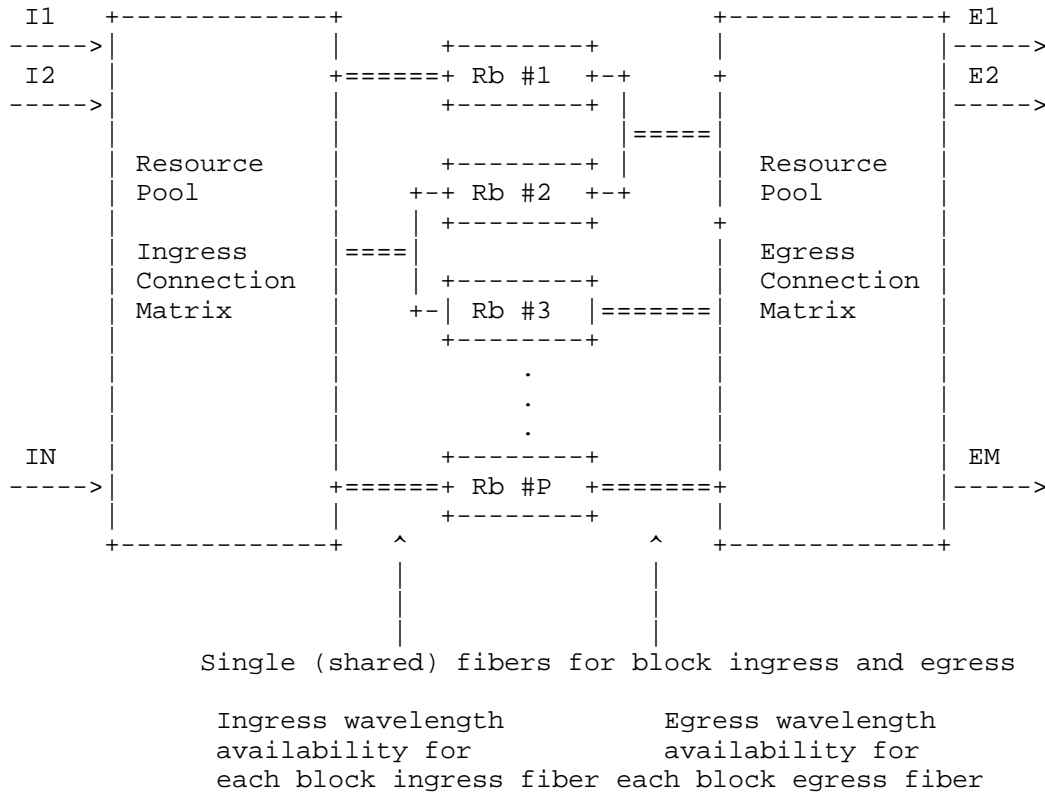 I1 E1
I2 Rb #1 E2
Resource Resource
Pool Rb #2 Pool
Ingress Egress
Connection Connection
Matrix Rb #3 Matrix
.
.
.
IN EM
Rb #P
Single (shared) fibers for block ingress and egress
Ingress wavelength Egress wavelength
availability for availability for
each block ingress fiber each block egress fiber